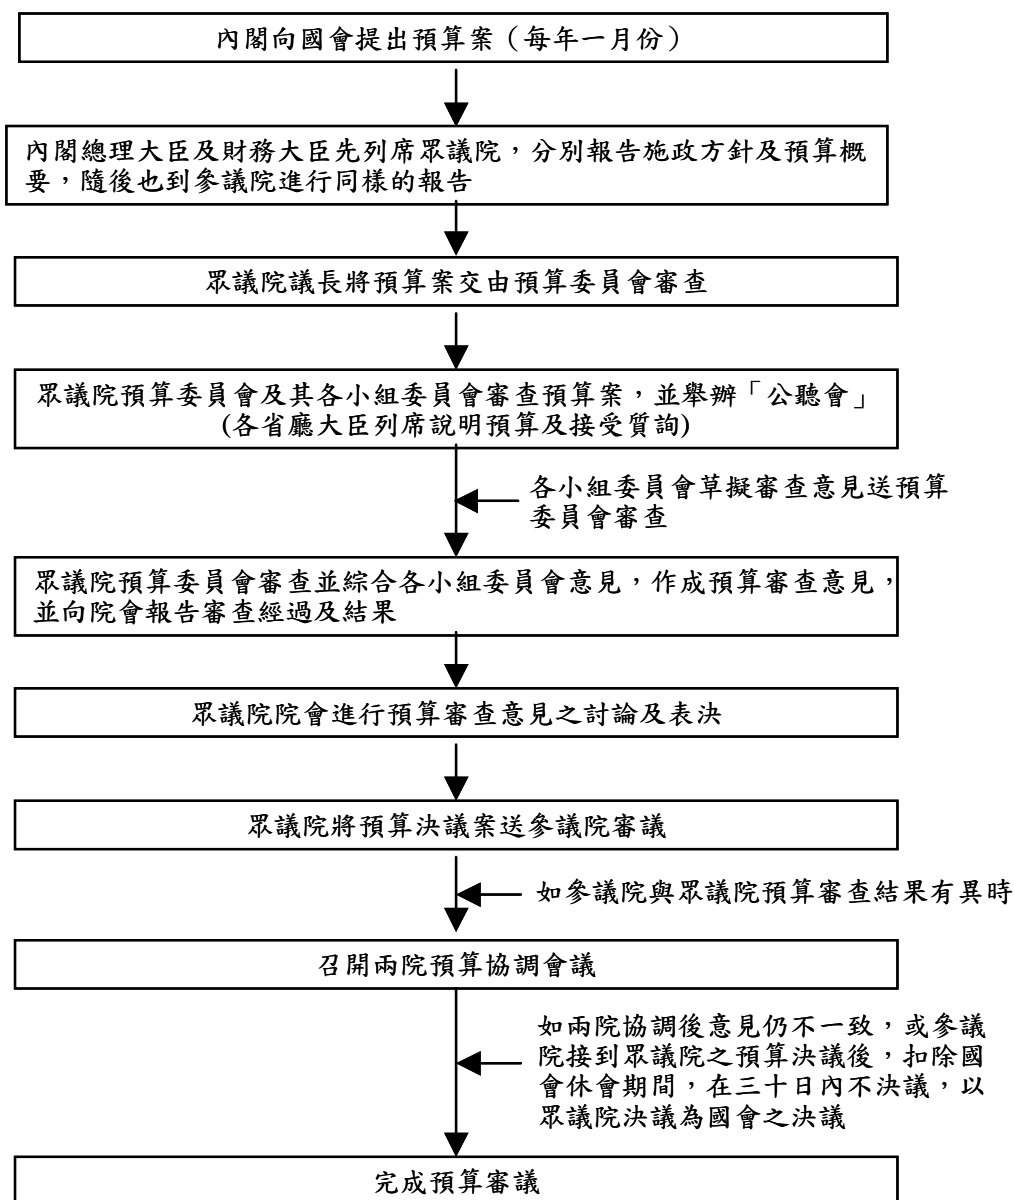 內閣向國會提出預算案（每年一月份）
內閣總理大臣及財務大臣先列席眾議院，分別報告施政方針及預算概
要，隨後也到參議院進行同樣的報告
眾議院議長將預算案交由預算委員會審查
眾議院預算委員會及其各小組委員會審查預算案，並舉辦「公聽會」
(各省廳大臣列席說明預算及接受質詢)
各小組委員會草擬審查意見送預算
委員會審查
眾議院預算委員會審查並綜合各小組委員會意見，作成預算審查意見，
並向院會報告審查經過及結果
眾議院院會進行預算審查意見之討論及表決
眾議院將預算決議案送參議院審議
如參議院與眾議院預算審查結果有異時
召開兩院預算協調會議
如兩院協調後意見仍不一致，或參議
院接到眾議院之預算決議後，扣除國
會休會期間，在三十日內不決議，以
眾議院決議為國會之決議
完成預算審議